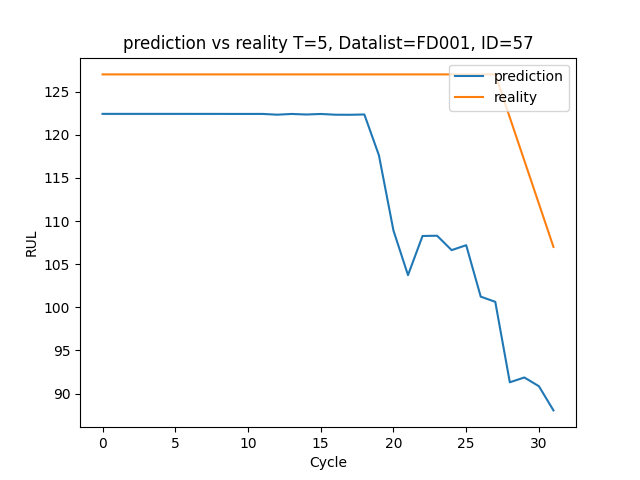 prediction vs reality T=5, Datalist=FD001, ID=57
prediction
reality
125
120
115
110
105
100
95
90
RUL
0 5 10 15 20 25 30
Cycle